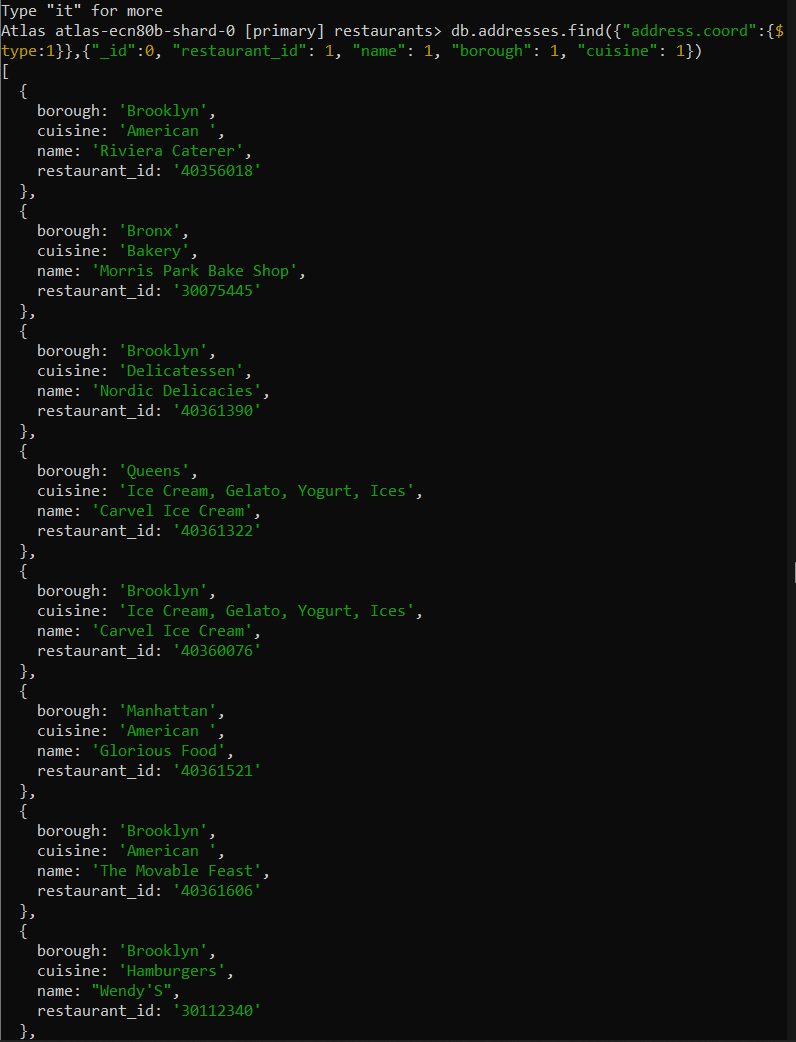 Type "it" for more
Atlas atlas-ecn80b-shard-0 [primary] restaurants> db.addresses.find({"address.coord":{$
type:1}},{"_id":0, "restaurant_id": 1, "name": 1, "borough": 1, "cuisine": 1})
[
  {
    borough: 'Brooklyn',
    cuisine: 'American ',
    name: 'Riviera Caterer',
    restaurant_id: '40356018'
  },
  {
    borough: 'Bronx',
    cuisine: 'Bakery',
    name: 'Morris Park Bake Shop',
    restaurant_id: '30075445'
  },
  {
    borough: 'Brooklyn',
    cuisine: 'Delicatessen',
    name: 'Nordic Delicacies',
    restaurant_id: '40361390'
  },
  {
    borough: 'Queens',
    cuisine: 'Ice Cream, Gelato, Yogurt, Ices',
    name: 'Carvel Ice Cream',
    restaurant_id: '40361322'
  },
  {
    borough: 'Brooklyn',
    cuisine: 'Ice Cream, Gelato, Yogurt, Ices',
    name: 'Carvel Ice Cream',
    restaurant_id: '40360076'
  },
  {
    borough: 'Manhattan',
    cuisine: 'American ',
    name: 'Glorious Food',
    restaurant_id: '40361521'
  },
  {
    borough: 'Brooklyn',
    cuisine: 'American ',
    name: 'The Movable Feast',
    restaurant_id: '40361606'
  },
  {
    borough: 'Brooklyn',
    cuisine: 'Hamburgers',
    name: "Wendy'S",
    restaurant_id: '30112340'
  },